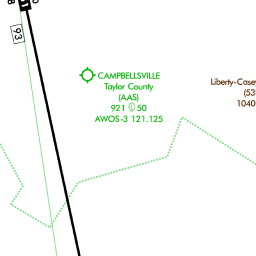 93
CAMPBELLSVILLE
Taylor County
(AAS)
921 Ⓛ 50
AWOS-3 121.125
Liberty-Case
(53
1040